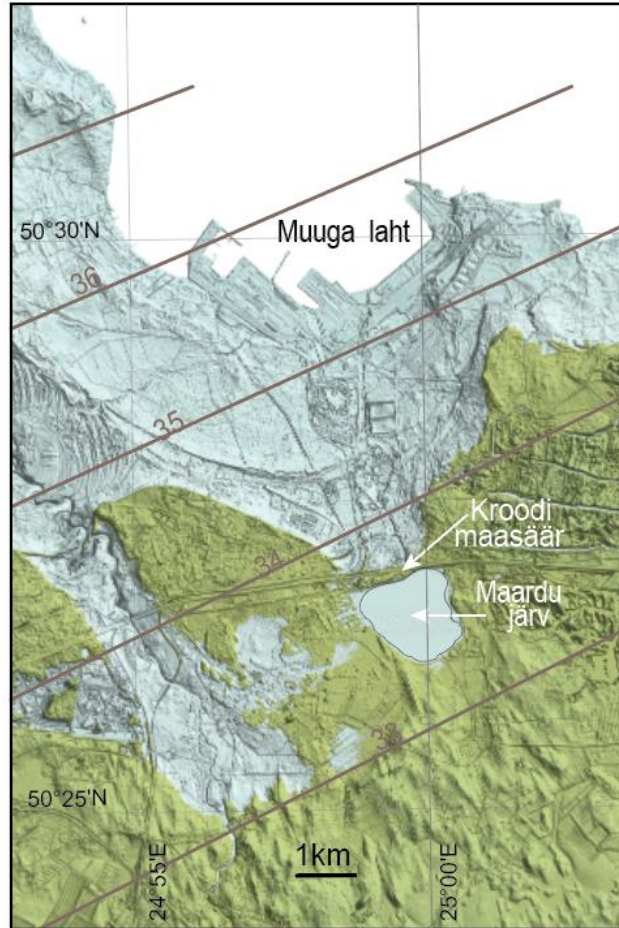 Muuga laht
50°30'N
36
35
Kroodi
maasäär
34
Maardu
järv
33
50°25'N
1km
24°55'E
25°00'E